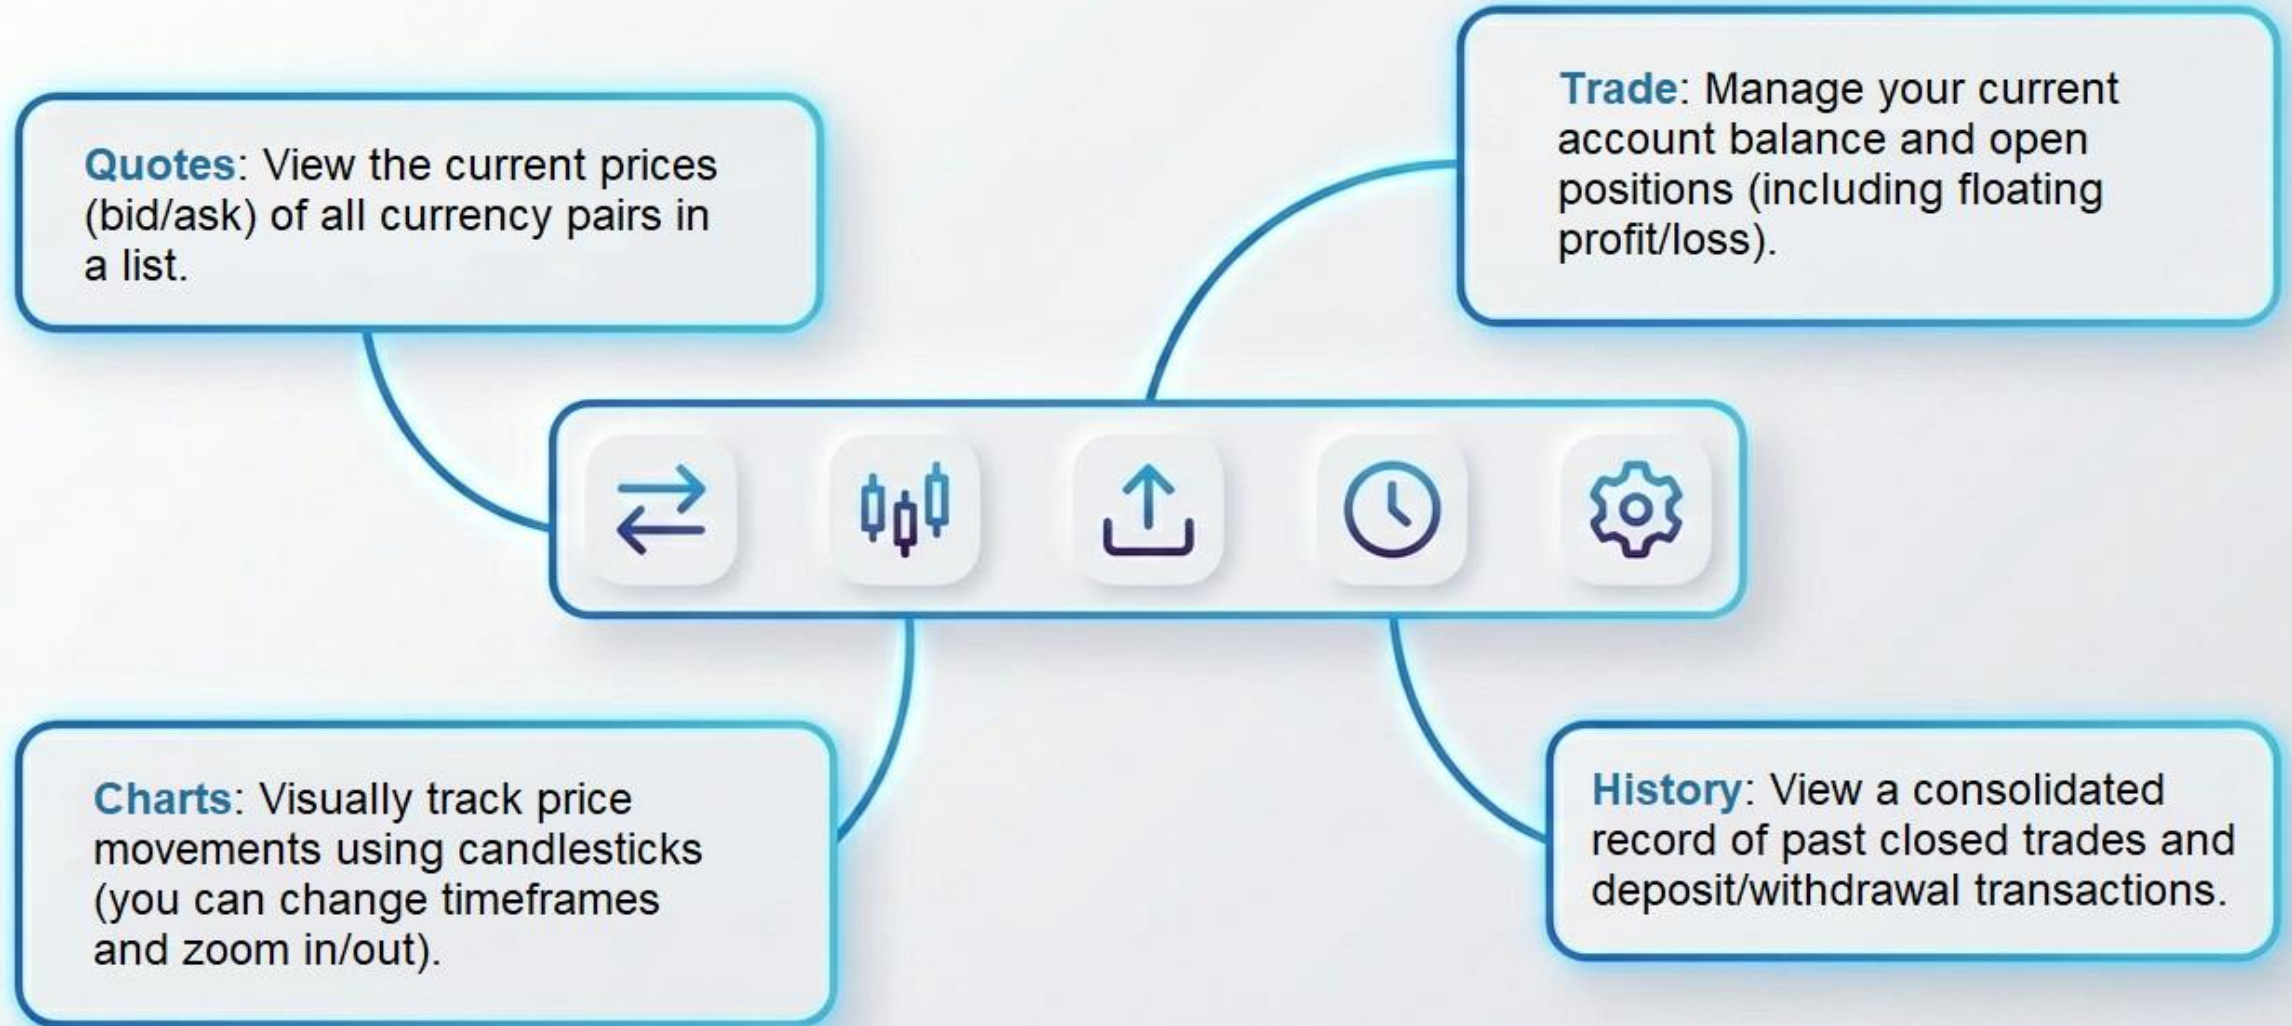 Quotes: View the current prices
(bid/ask) of all currency pairs in
a list.
Trade: Manage your current
account balance and open
positions (including floating
profit/loss).
Charts: Visually track price
movements using candlesticks
(you can change timeframes
and zoom in/out).
History: View a consolidated
record of past closed trades and
deposit/withdrawal transactions.